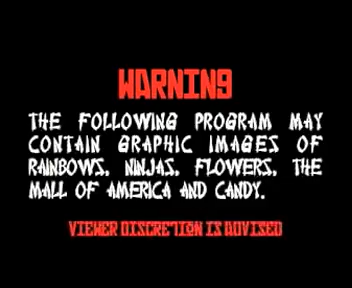 WARNING
THE FOLLOWING PROGRAM MAY
CONTAIN GRAPHIC IMAGES OF
RAINBOWS, NINJAS, FLOWERS, THE
MALL OF AMERICA AND CANDY.
VIEWER DISCRETION IS ADVISED